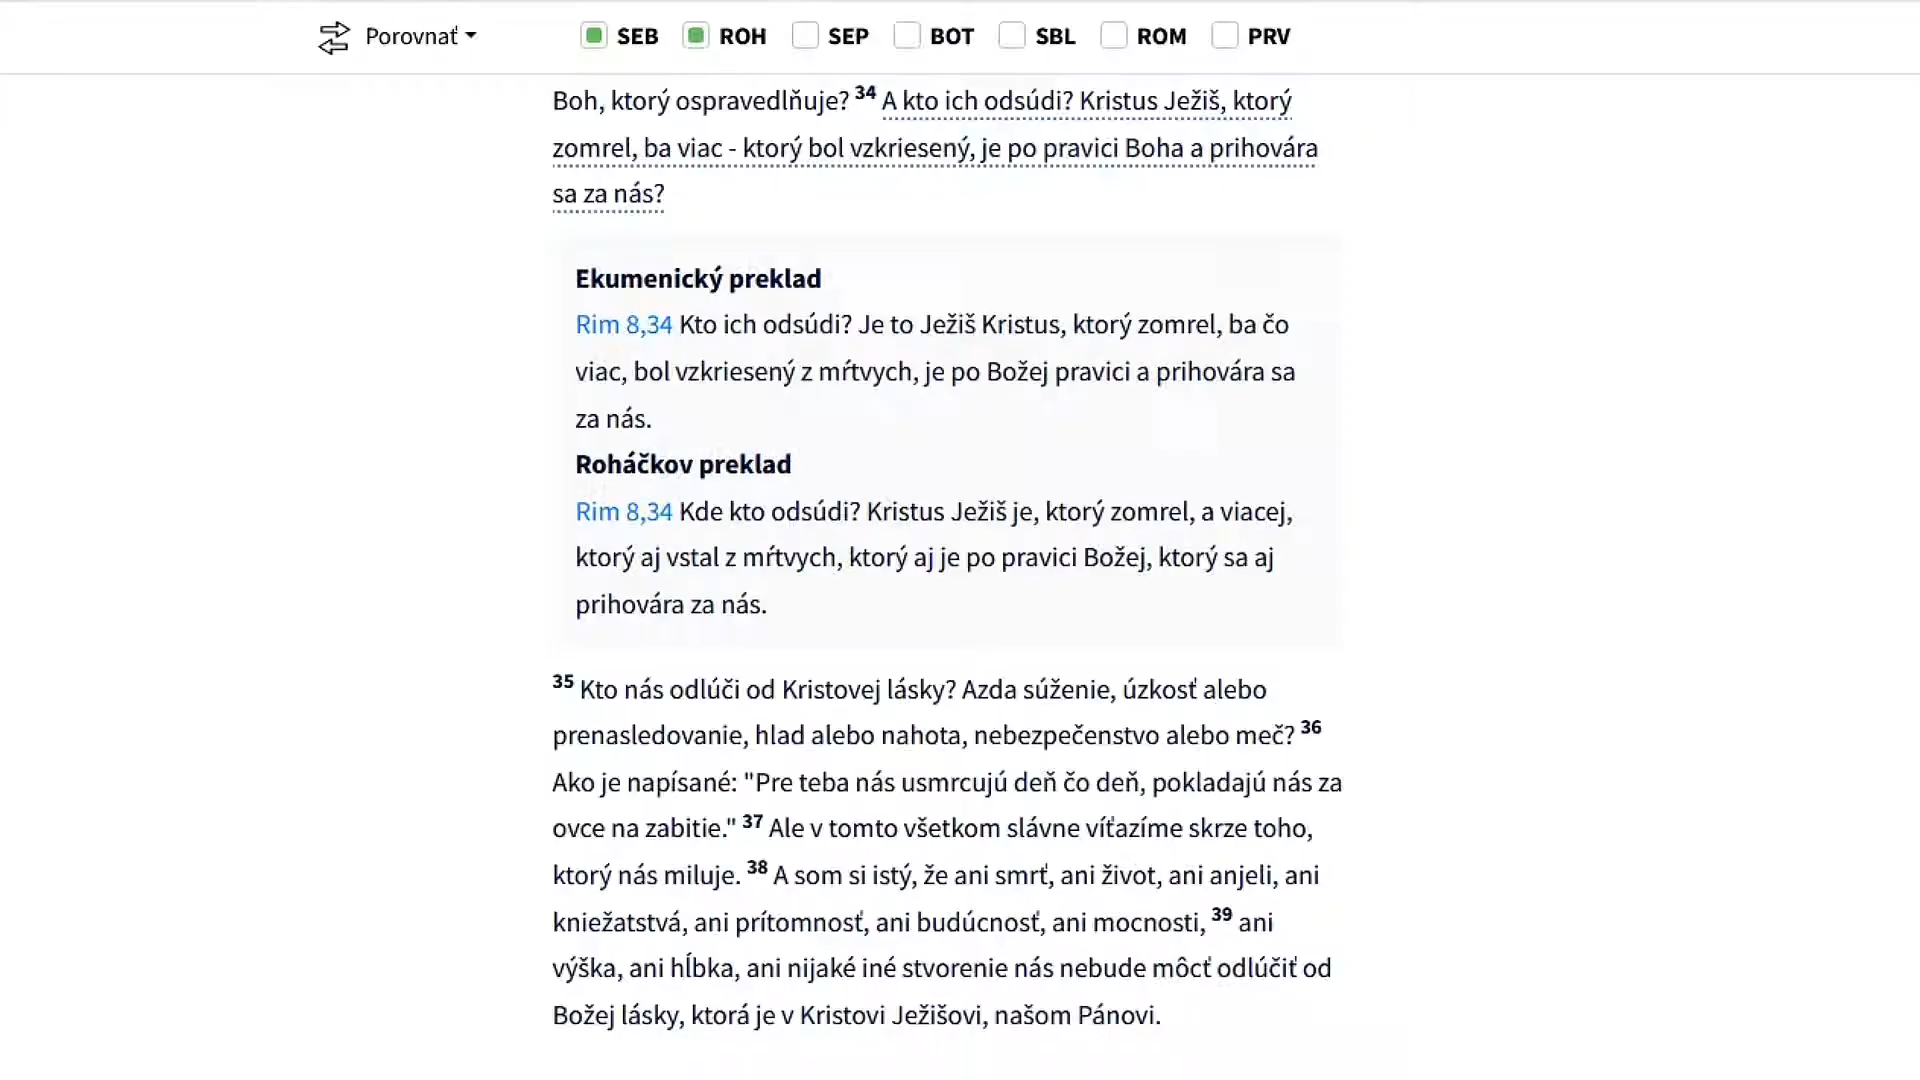 Porovnať SEB ROH SEP BOT SBL ROM PRV
Boh, ktorý ospravedlňuje? 34 A kto ich odsúdi? Kristus Ježiš, ktorý
zomrel, ba viac - ktorý bol vzkriesený, je po pravici Boha a prihovára
sa za nás?
Ekumenický preklad
Rim 8,34 Kto ich odsúdi? Je to Ježiš Kristus, ktorý zomrel, ba čo
viac, bol vzkriesený z mŕtvych, je po Božej pravici a prihovára sa
za nás.
Roháčkov preklad
Rim 8,34 Kde kto odsúdi? Kristus Ježiš je, ktorý zomrel, a viacej,
ktorý aj vstal z mŕtvych, ktorý aj je po pravici Božej, ktorý sa aj
prihovára za nás.
35 Kto nás odlúči od Kristovej lásky? Azda súženie, úzkosť alebo
prenasledovanie, hlad alebo nahota, nebezpečenstvo alebo meč? 36
Ako je napísané: "Pre teba nás usmrcujú deň čo deň, pokladajú nás za
ovce na zabitie." 37 Ale v tomto všetkom slávne víťazíme skrze toho,
ktorý nás miluje. 38 A som si istý, že ani smrť, ani život, ani anjeli, ani
kniežatstvá, ani prítomnosť, ani budúcnosť, ani mocnosti, 39 ani
výška, ani hĺbka, ani nijaké iné stvorenie nás nebude môcť odlúčiť od
Božej lásky, ktorá je v Kristovi Ježišovi, našom Pánovi.